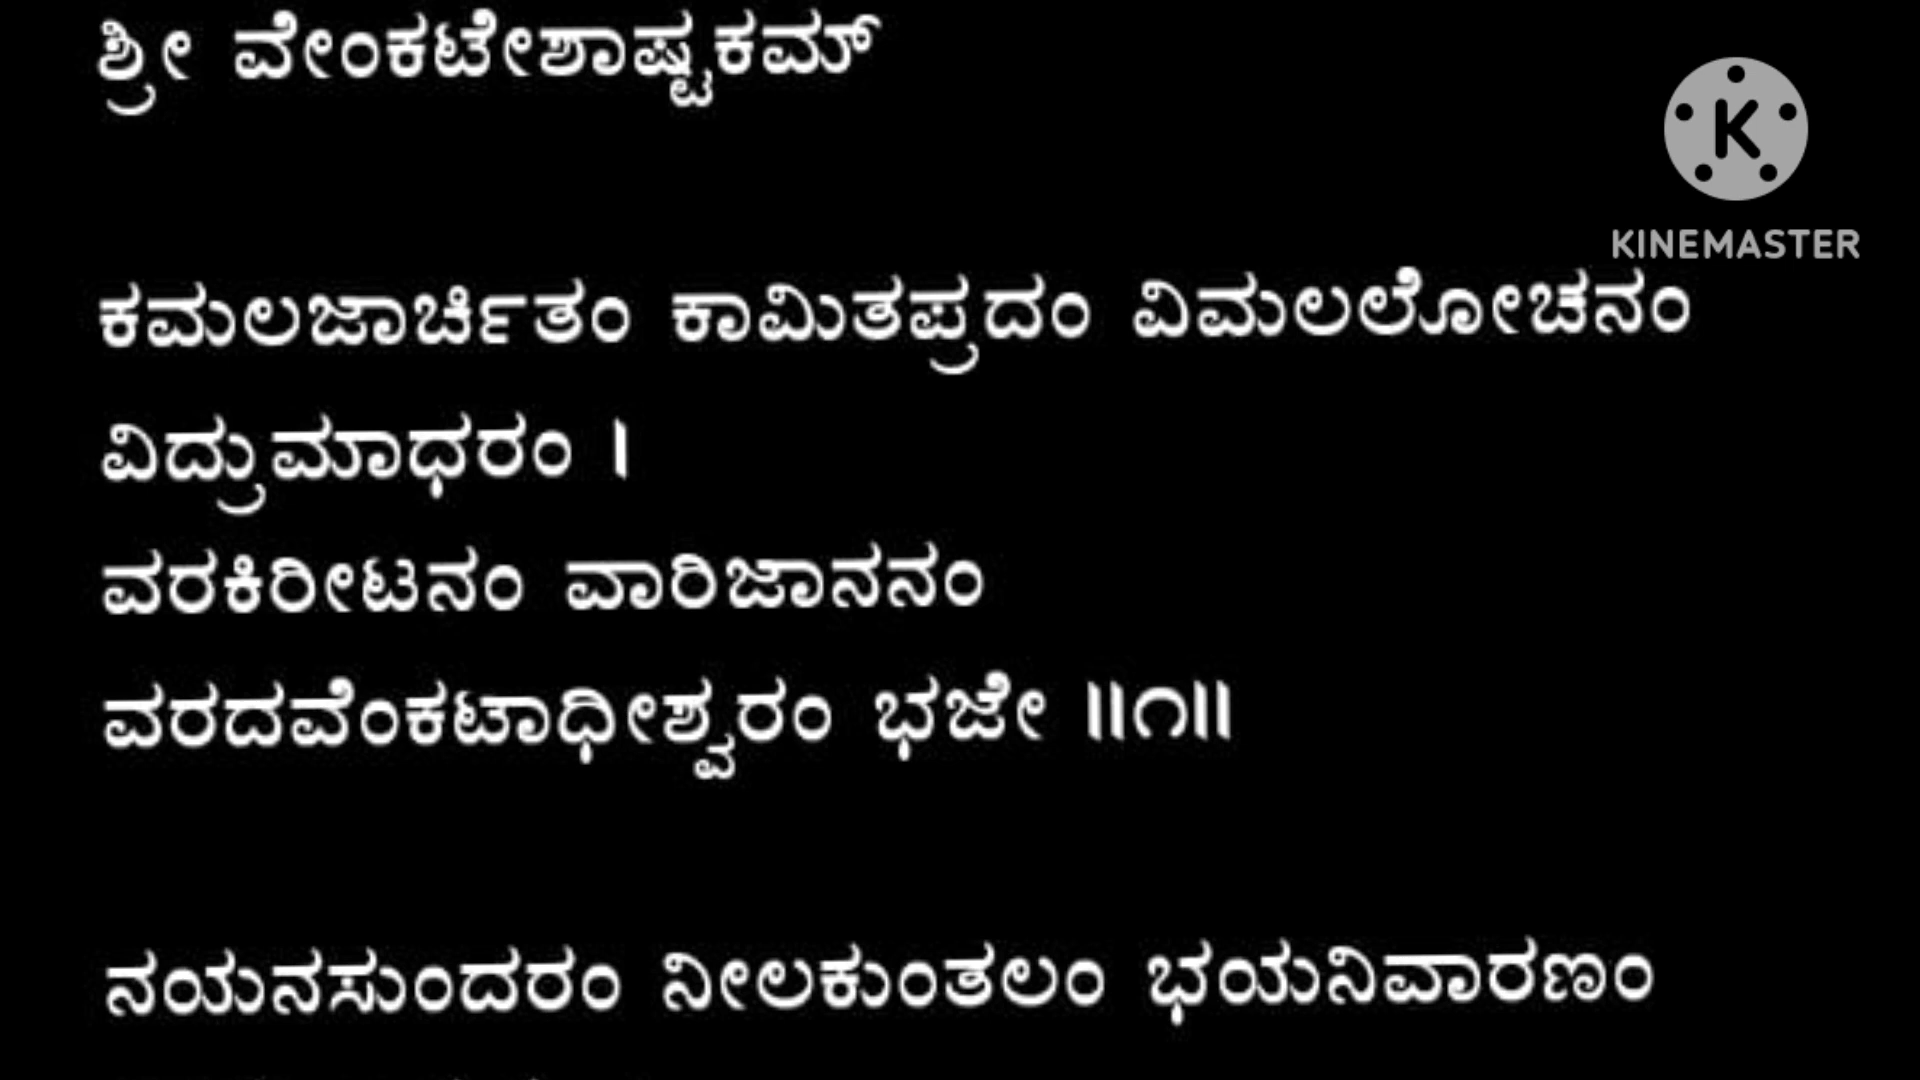 ಶ್ರೀ ವೇಂಕಟೇಶಾಷ್ಟಕಮ್
KINEMASTER
ಕಮಲಜಾರ್ಚಿತಂ ಕಾಮಿತಪ್ರದಂ ವಿಮಲಲೋಚನಂ
ವಿದ್ರುಮಾಧರಂ ।
ವರಕಿರೀಟನಂ ವಾರಿಜಾನನಂ
ವರದವೆಂಕಟಾಧೀಶ್ವರಂ ಭಜೇ ॥೧॥
ನಯನಸುಂದರಂ ನೀಲಕುಂತಲಂ ಭಯನಿವಾರಣಂ